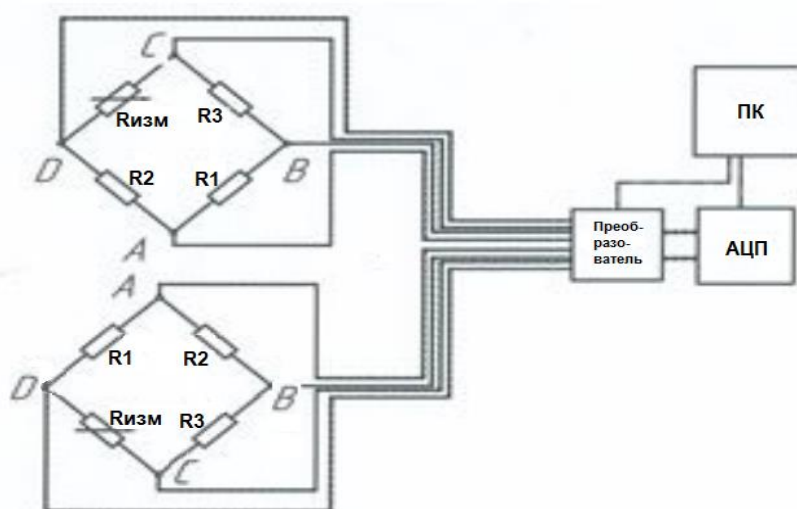 C
Rизм
R3
D
B
R2
R1
A
ПК
Преоб-
разо-
ватель
АЦП
A
R1
R2
D
B
Rизм
R3
C